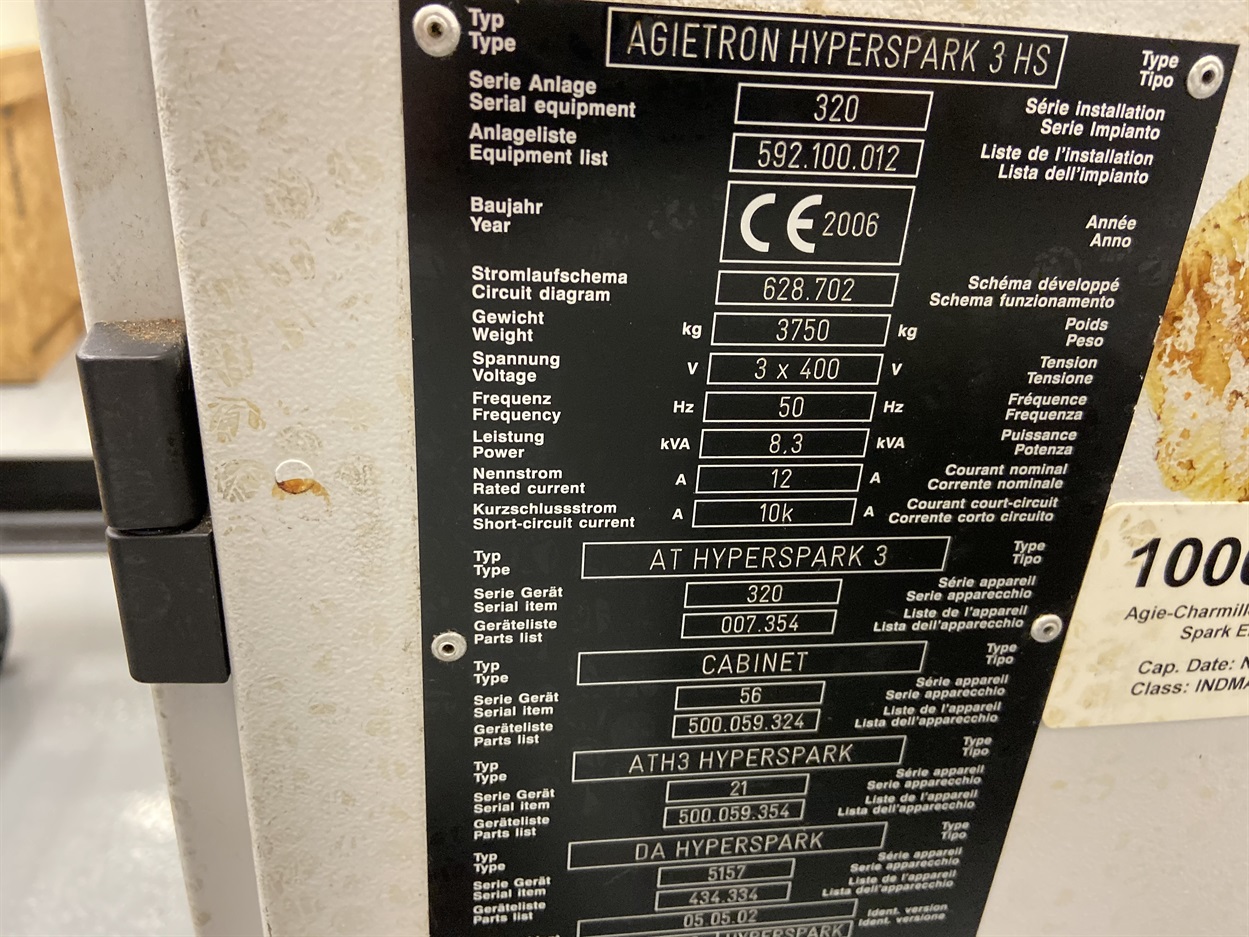 Typ
Type
AGIETRON HYPERSPARK 3 HS
Type
Tipo
Serie Anlage
Serial equipment
320
Série installation
Serie Impianto
Anlageliste
Equipment list
592.100.012
Liste de l'installation
Lista dell'impianto
Baujahr
Year
CE 2006
Année
Anno
Stromlaufschema
Circuit diagram
628.702
Schéma développé
Schema funzionamento
Gewicht
Weight
kg 3750 kg
Poids
Peso
Spannung
Voltage
V 3 x 400 V
Tension
Tensione
Frequenz
Frequency
Hz 50 Hz
Fréquence
Frequenza
Leistung
Power
kVA 8,3 kVA
Puissance
Potenza
Nennstrom
Rated current
A 12 A
Courant nominal
Corrente nominale
Kurzschlussstrom
Short-circuit current
A 10k A
Courant court-circuit
Corrente corto circuito
Typ
Type
AT HYPERSPARK 3
Type
Tipo
Serie Gerät
Serial item
320
Série appareil
Serie apparecchio
Geräteliste
Parts list
007.354
Liste de l'appareil
Lista dell'apparecchio
Typ
Type
CABINET
Type
Tipo
Serie Gerät
Serial item
56
Série appareil
Serie apparecchio
Geräteliste
Parts list
500.059.324
Liste de l'appareil
Lista dell'apparecchio
Typ
Type
ATH3 HYPERSPARK
Type
Tipo
Serie Gerät
Serial item
21
Série appareil
Serie apparecchio
Geräteliste
Parts list
500.059.354
Liste de l'appareil
Lista dell'apparecchio
Typ
Type
DA HYPERSPARK
Type
Tipo
Serie Gerät
Serial item
5157
Série appareil
Serie apparecchio
Geräteliste
Parts list
434.334
Liste de l'appareil
Lista dell'apparecchio
05.05.02
Ident. version
Ident. versione
HYPERSPARK
1000
Agie-Charmill
Spark E
Cap. Date: N
Class: INDMA